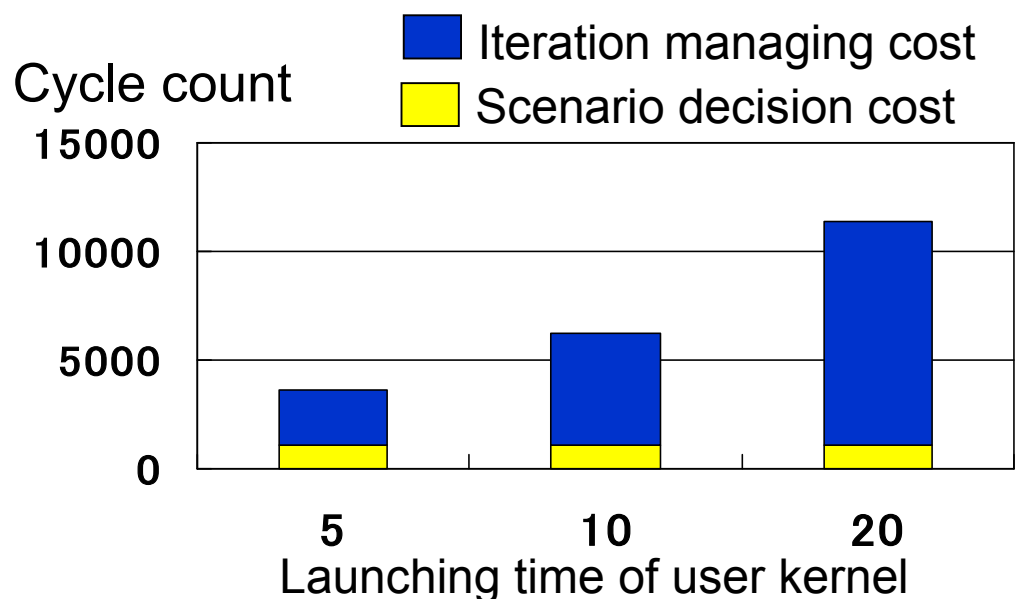 Iteration managing cost
Cycle count
Scenario decision cost
15000
10000
5000
0
5 10 20
Launching time of user kernel